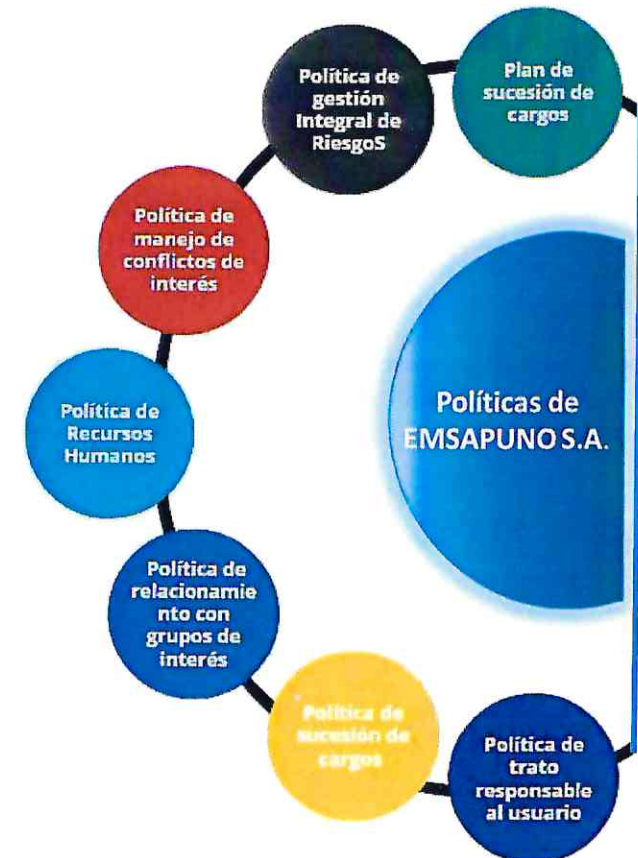 Política de
gestión
Integral de
RiesgoS
Plan de
sucesión de
cargos
Política de
manejo de
conflictos de
interés
Política de
Recursos
Humanos
Políticas de
EMSAPUNO S.A.
Política de
relacionamie
nto con
grupos de
interés
Política de
sucesión de
cargos
Política de
trato
responsable
al usuario